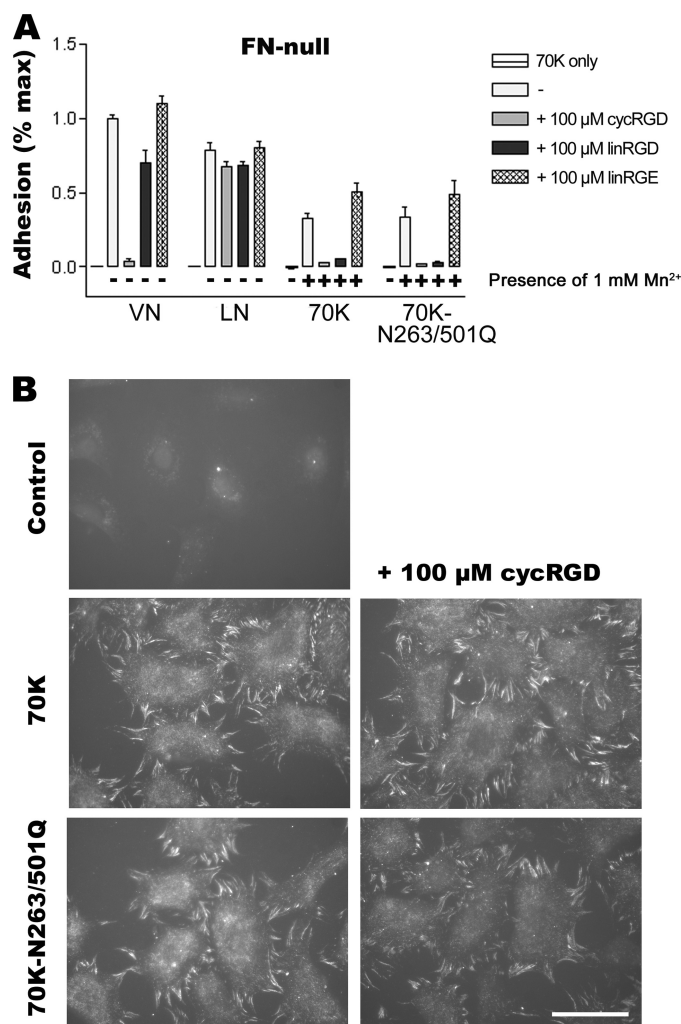 A
FN-null
Adhesion (% max)
1.5
1.0
0.5
0.0
70K only
-
+ 100 µM cycRGD
+ 100 µM linRGD
+ 100 µM linRGE
- - - - - + + + + - + + + +
Presence of 1 mM Mn²⁺
VN LN 70K 70K-
N263/501Q
B
Control
+ 100 µM cycRGD
70K
70K-N263/501Q